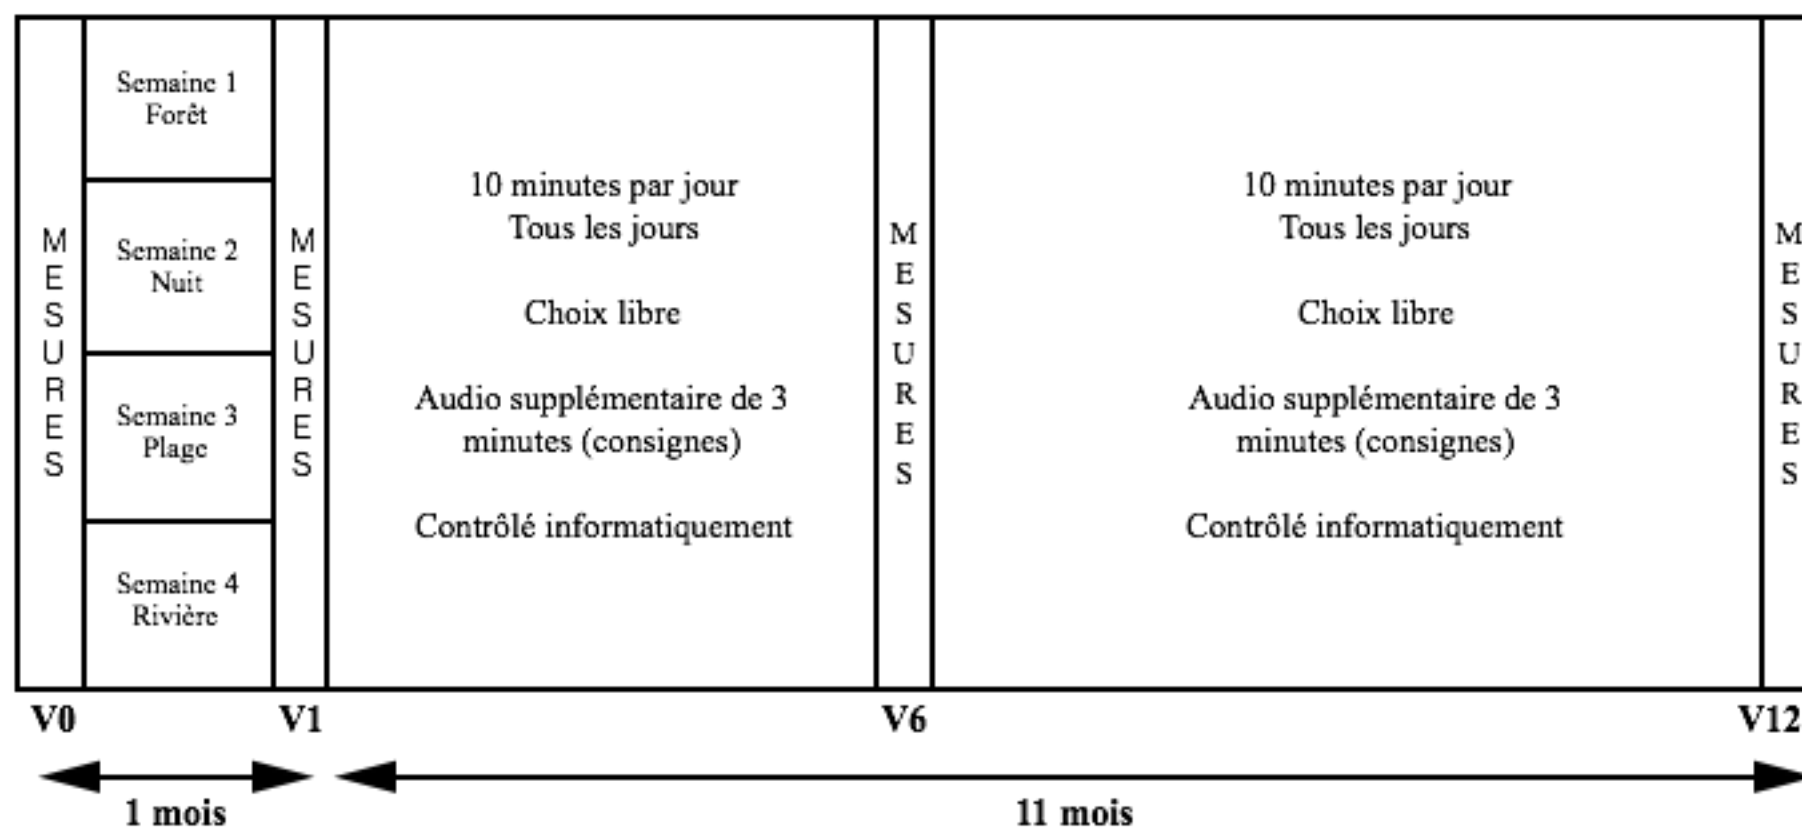 MESURES
Semaine 1
Forêt
Semaine 2
Nuit
Semaine 3
Plage
Semaine 4
Rivière
MESURES
10 minutes par jour
Tous les jours
Choix libre
Audio supplémentaire de 3
minutes (consignes)
Contrôlé informatiquement
MESURES
10 minutes par jour
Tous les jours
Choix libre
Audio supplémentaire de 3
minutes (consignes)
Contrôlé informatiquement
MESURES
V0
V1
V6
V12
1 mois
11 mois